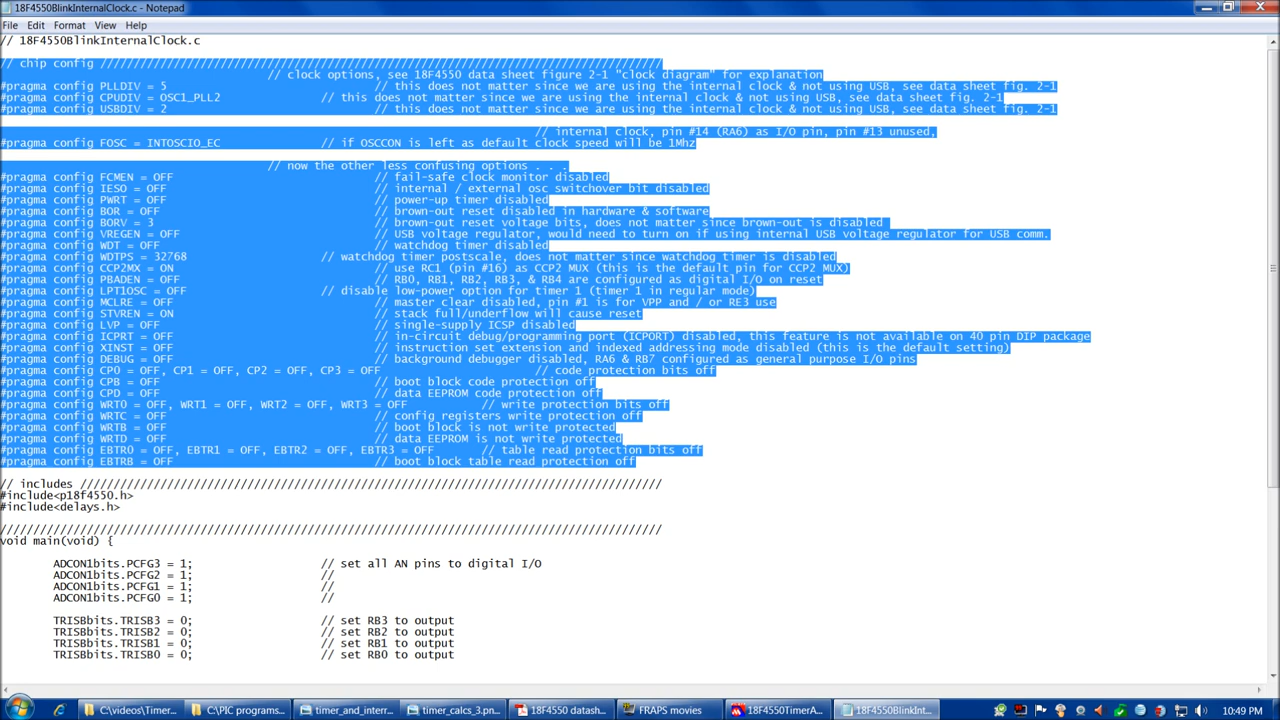 18F4550BlinkInternalClock.c - Notepad
File Edit Format View Help
// 18F4550BlinkInternalClock.c
// chip config ////////////////////////////////////////////////////////////////////////////////////
// clock options, see 18F4550 data sheet figure 2-1 "clock diagram" for explanation
#pragma config PLLDIV = 5 // this does not matter since we are using the internal clock & not using USB, see data sheet fig. 2-1
#pragma config CPUDIV = OSC1_PLL2 // this does not matter since we are using the internal clock & not using USB, see data sheet fig. 2-1
#pragma config USBDIV = 2 // this does not matter since we are using the internal clock & not using USB, see data sheet fig. 2-1
// internal clock, pin #14 (RA6) as I/O pin, pin #13 unused,
#pragma config FOSC = INTOSCIO_EC // if OSCCON is left as default clock speed will be 1Mhz
// now the other less confusing options . . .
#pragma config FCMEN = OFF // fail-safe clock monitor disabled
#pragma config IESO = OFF // internal / external osc switchover bit disabled
#pragma config PWRT = OFF // power-up timer disabled
#pragma config BOR = OFF // brown-out reset disabled in hardware & software
#pragma config BORV = 3 // brown-out reset voltage bits, does not matter since brown-out is disabled
#pragma config VREGEN = OFF // USB voltage regulator, would need to turn on if using internal USB voltage regulator for USB comm.
#pragma config WDT = OFF // watchdog timer disabled
#pragma config WDTPS = 32768 // watchdog timer postscale, does not matter since watchdog timer is disabled
#pragma config CCP2MX = ON // use RC1 (pin #16) as CCP2 MUX (this is the default pin for CCP2 MUX)
#pragma config PBADEN = OFF // RB0, RB1, RB2, RB3, & RB4 are configured as digital I/O on reset
#pragma config LPT1OSC = OFF // disable low-power option for timer 1 (timer 1 in regular mode)
#pragma config MCLRE = OFF // master clear disabled, pin #1 is for VPP and / or RE3 use
#pragma config STVREN = ON // stack full/underflow will cause reset
#pragma config LVP = OFF // single-supply ICSP disabled
#pragma config ICPRT = OFF // in-circuit debug/programming port (ICPORT) disabled, this feature is not available on 40 pin DIP package
#pragma config XINST = OFF // instruction set extension and indexed addressing mode disabled (this is the default setting)
#pragma config DEBUG = OFF // background debugger disabled, RA6 & RB7 configured as general purpose I/O pins
#pragma config CP0 = OFF, CP1 = OFF, CP2 = OFF, CP3 = OFF // code protection bits off
#pragma config CPB = OFF // boot block code protection off
#pragma config CPD = OFF // data EEPROM code protection off
#pragma config WRT0 = OFF, WRT1 = OFF, WRT2 = OFF, WRT3 = OFF // write protection bits off
#pragma config WRTC = OFF // config registers write protection off
#pragma config WRTB = OFF // boot block is not write protected
#pragma config WRTD = OFF // data EEPROM is not write protected
#pragma config EBTR0 = OFF, EBTR1 = OFF, EBTR2 = OFF, EBTR3 = OFF // table read protection bits off
#pragma config EBTRB = OFF // boot block table read protection off
// includes ///////////////////////////////////////////////////////////////////////////////////////
#include<p18f4550.h>
#include<delays.h>
///////////////////////////////////////////////////////////////////////////////////////////////////
void main(void) {
ADCON1bits.PCFG3 = 1; // set all AN pins to digital I/O
ADCON1bits.PCFG2 = 1; //
ADCON1bits.PCFG1 = 1; //
ADCON1bits.PCFG0 = 1; //
TRISBbits.TRISB3 = 0; // set RB3 to output
TRISBbits.TRISB2 = 0; // set RB2 to output
TRISBbits.TRISB1 = 0; // set RB1 to output
TRISBbits.TRISB0 = 0; // set RB0 to output
C:\videos\Timer... C:\PIC programs... timer_and_interr... timer_calcs_3.pn... 18F4550 datash... FRAPS movies 18F4550TimerA... 18F4550BlinkInt... 10:49 PM